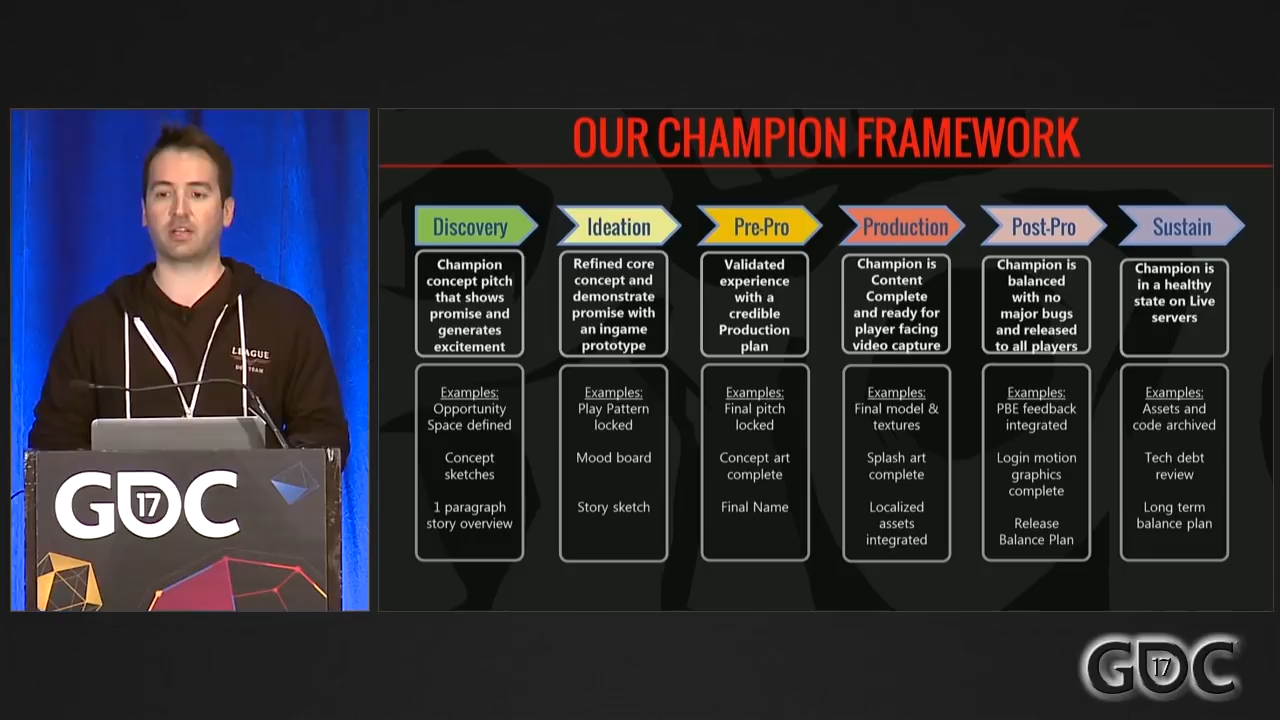 OUR CHAMPION FRAMEWORK
Discovery
Ideation
Pre-Pro
Production
Post-Pro
Sustain
Champion
concept pitch
that shows
promise and
generates
excitement
Refined core
concept and
demonstrate
promise with
an ingame
prototype
Validated
experience
with a
credible
Production
plan
Champion is
Content
Complete
and ready for
player facing
video capture
Champion is
balanced
with no
major bugs
and released
to all players
Champion is
in a healthy
state on Live
servers
Examples:
Opportunity
Space defined
Concept
sketches
1 paragraph
story overview
Examples:
Play Pattern
locked
Mood board
Story sketch
Examples:
Final pitch
locked
Concept art
complete
Final Name
Examples:
Final model &
textures
Splash art
complete
Localized
assets
integrated
Examples:
PBE feedback
integrated
Login motion
graphics
complete
Release
Balance Plan
Examples:
Assets and
code archived
Tech debt
review
Long term
balance plan
LEAGUE
DEV TEAM
GDC
17
GDC
17